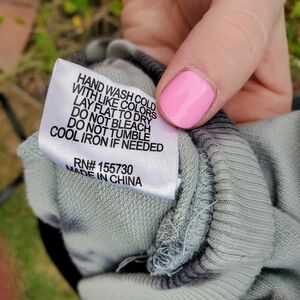 HAND WASH COLD
WITH LIKE COLORS
LAY FLAT TO DRY
DO NOT BLEACH
DO NOT TUMBLE
COOL IRON IF NEEDED
RN# 155730
MADE IN CHINA